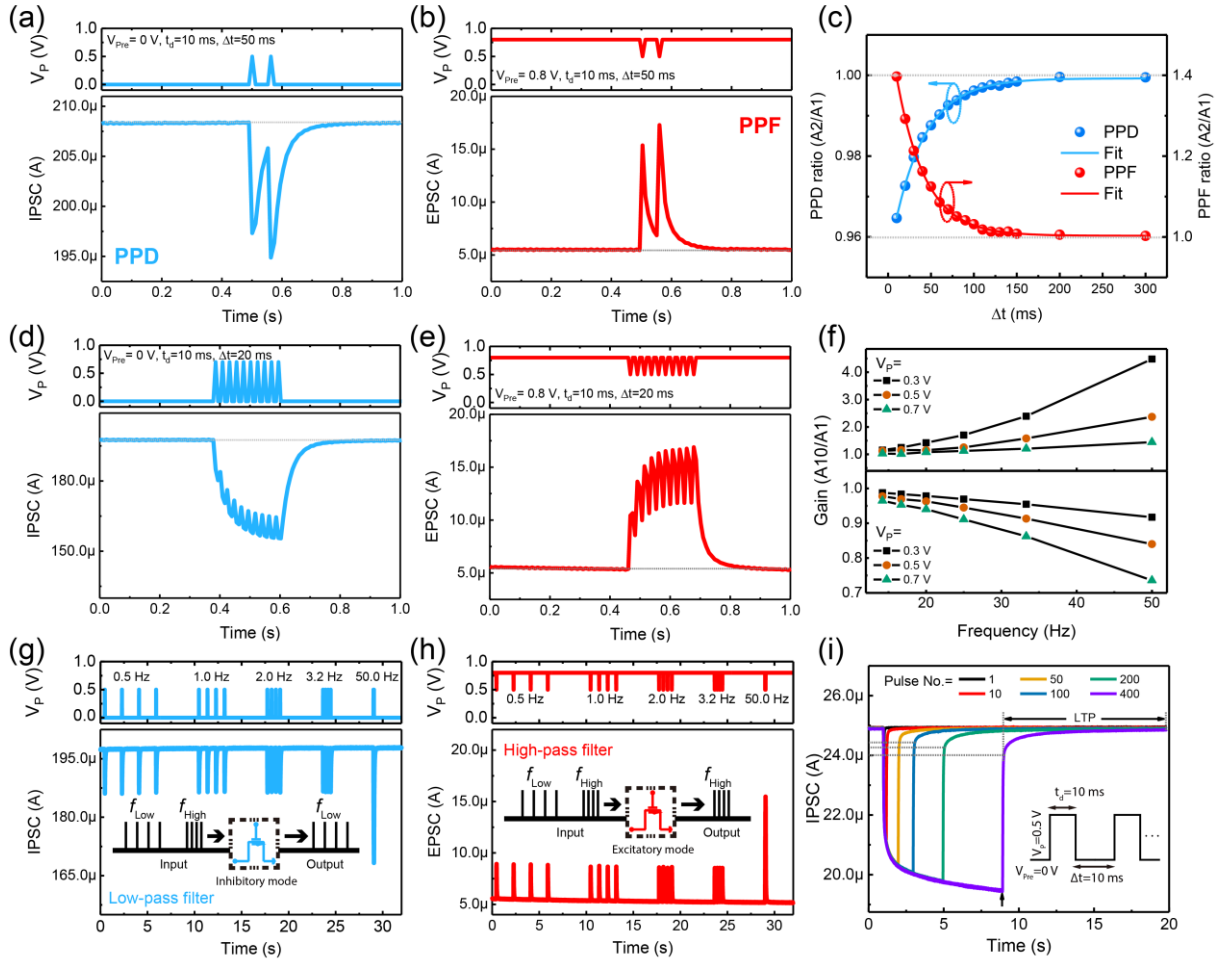 (a)
1.0
0.5
0.0
V_P (V)
V_Pre= 0 V, t_d=10 ms, Δt=50 ms
210.0μ
205.0μ
200.0μ
195.0μ
IPSC (A)
PPD
0.0 0.2 0.4 0.6 0.8 1.0
Time (s)
(b)
1.0
0.5
0.0
V_P (V)
V_Pre= 0.8 V, t_d=10 ms, Δt=50 ms
20.0μ
15.0μ
10.0μ
5.0μ
EPSC (A)
PPF
0.0 0.2 0.4 0.6 0.8 1.0
Time (s)
(c)
1.00
0.98
0.96
PPD ratio (A2/A1)
PPD
Fit
PPF
Fit
1.4
1.2
1.0
PPF ratio (A2/A1)
0 50 100 150 200 250 300
Δt (ms)
(d)
1.0
0.5
0.0
V_P (V)
V_Pre= 0 V, t_d=10 ms, Δt=20 ms
180.0μ
150.0μ
IPSC (A)
0.0 0.2 0.4 0.6 0.8 1.0
Time (s)
(e)
1.0
0.5
0.0
V_P (V)
V_Pre= 0.8 V, t_d=10 ms, Δt=20 ms
20.0μ
15.0μ
10.0μ
5.0μ
EPSC (A)
0.0 0.2 0.4 0.6 0.8 1.0
Time (s)
(f)
4.0
3.0
2.0
1.0
V_P=
0.3 V
0.5 V
0.7 V
Gain (A10/A1)
1.0
0.9
0.8
0.7
V_P=
0.3 V
0.5 V
0.7 V
20 30 40 50
Frequency (Hz)
(g)
1.0
0.5
0.0
V_P (V)
0.5 Hz 1.0 Hz 2.0 Hz 3.2 Hz 50.0 Hz
195.0μ
180.0μ
165.0μ
IPSC (A)
f_Low f_High f_Low
Input Output
Inhibitory mode
Low-pass filter
0 5 10 15 20 25 30
Time (s)
(h)
1.0
0.5
0.0
V_P (V)
0.5 Hz 1.0 Hz 2.0 Hz 3.2 Hz 50.0 Hz
20.0μ
15.0μ
10.0μ
5.0μ
EPSC (A)
High-pass filter
f_Low f_High f_High
Input Output
Excitatory mode
0 5 10 15 20 25 30
Time (s)
(i)
26.0μ
24.0μ
22.0μ
20.0μ
IPSC (A)
Pulse No.= 1 50 200
10 100 400
LTP
t_d=10 ms
V_P=0.5 V
V_Pre=0 V
Δt=10 ms
...
0 5 10 15 20
Time (s)